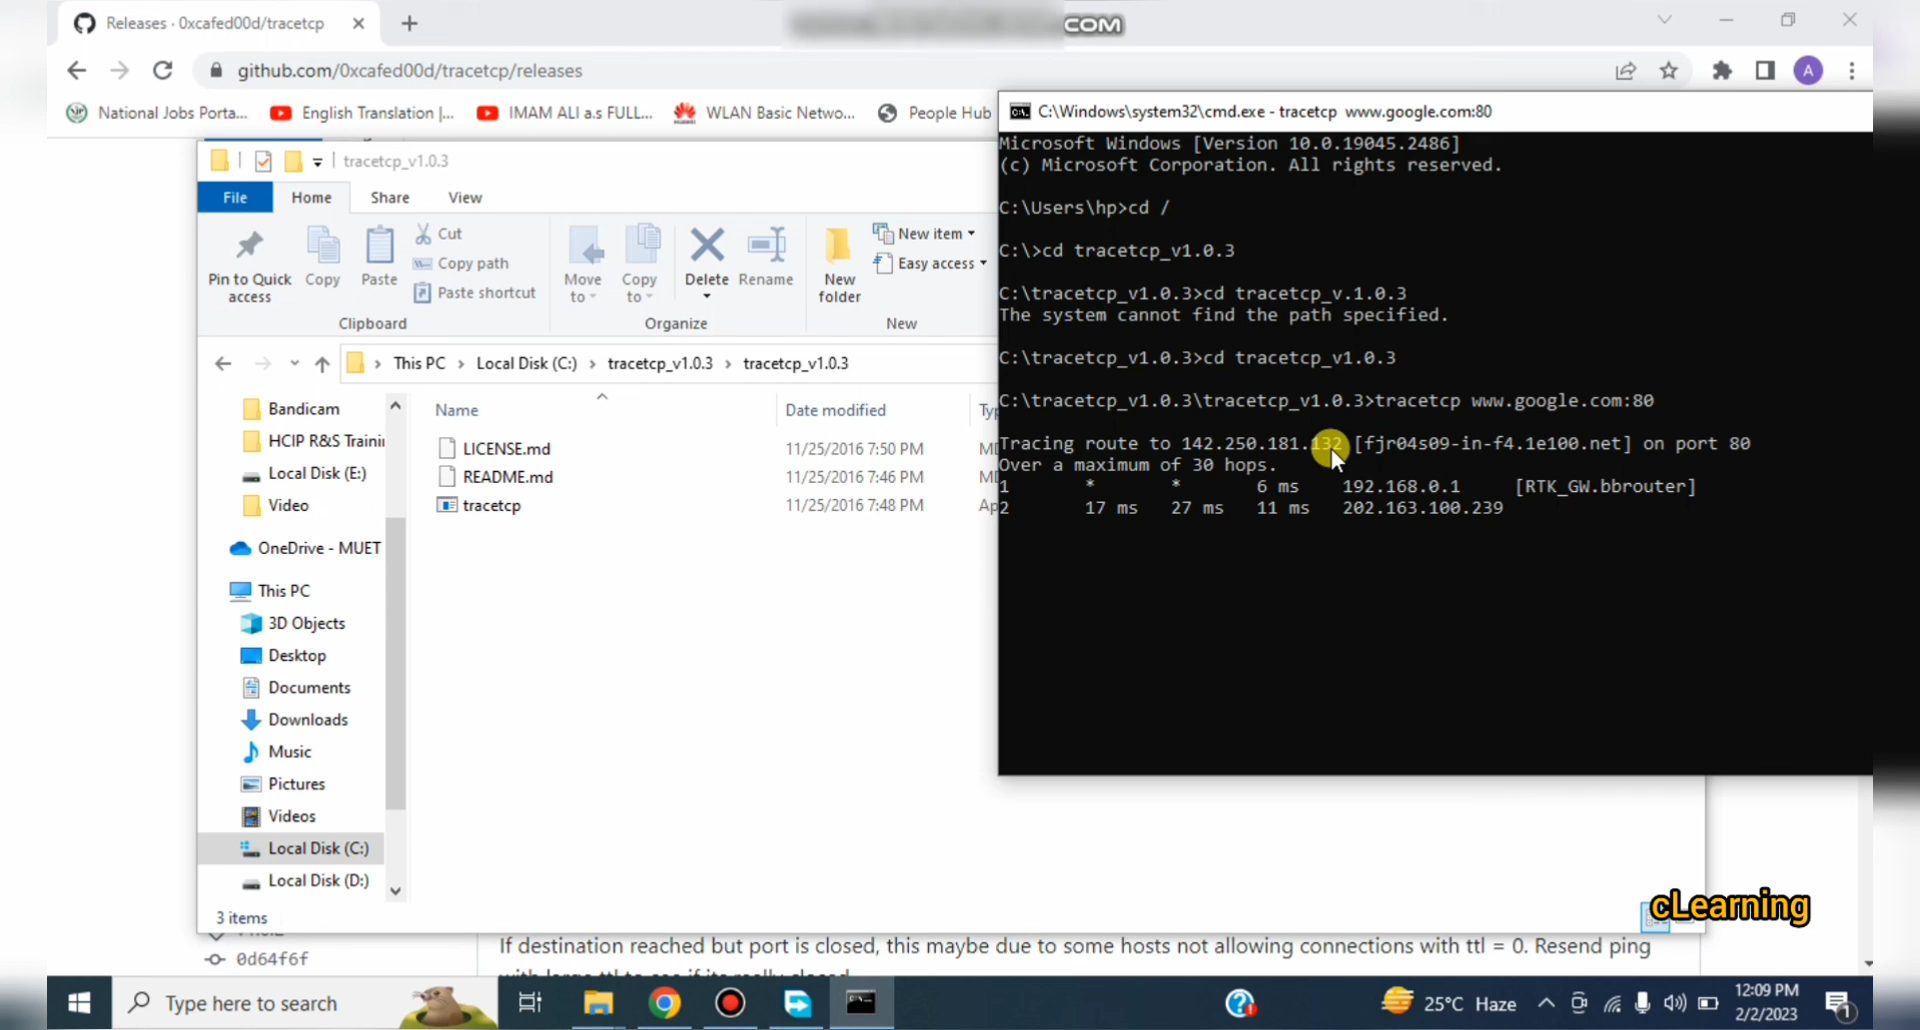 Releases · 0xcafed00d/tracetcp
COM
github.com/0xcafed00d/tracetcp/releases
A
National Jobs Porta...
English Translation |...
IMAM ALI a.s FULL...
WLAN Basic Netwo...
People Hub
tracetcp_v1.0.3
File
Home
Share
View
Pin to Quick access
Copy
Paste
Cut
Copy path
Paste shortcut
Clipboard
Move to
Copy to
Delete
Rename
Organize
New folder
New item
Easy access
New
This PC > Local Disk (C:) > tracetcp_v1.0.3 > tracetcp_v1.0.3
Bandicam
HCIP R&S Traini
Local Disk (E:)
Video
OneDrive - MUET
This PC
3D Objects
Desktop
Documents
Downloads
Music
Pictures
Videos
Local Disk (C:)
Local Disk (D:)
Name Date modified Ty
LICENSE.md 11/25/2016 7:50 PM MD
README.md 11/25/2016 7:46 PM MD
tracetcp 11/25/2016 7:48 PM Ap
3 items
C:\Windows\system32\cmd.exe - tracetcp www.google.com:80
Microsoft Windows [Version 10.0.19045.2486]
(c) Microsoft Corporation. All rights reserved.
C:\Users\hp>cd /
C:\>cd tracetcp_v1.0.3
C:\tracetcp_v1.0.3>cd tracetcp_v.1.0.3
The system cannot find the path specified.
C:\tracetcp_v1.0.3>cd tracetcp_v1.0.3
C:\tracetcp_v1.0.3\tracetcp_v1.0.3>tracetcp www.google.com:80
Tracing route to 142.250.181.132 [fjr04s09-in-f4.1e100.net] on port 80
Over a maximum of 30 hops.
1 * * 6 ms 192.168.0.1 [RTK_GW.bbrouter]
2 17 ms 27 ms 11 ms 202.163.100.239
cLearning
0d64f6f
If destination reached but port is closed, this maybe due to some hosts not allowing connections with ttl = 0. Resend ping
Type here to search
25°C Haze
12:09 PM
2/2/2023
1